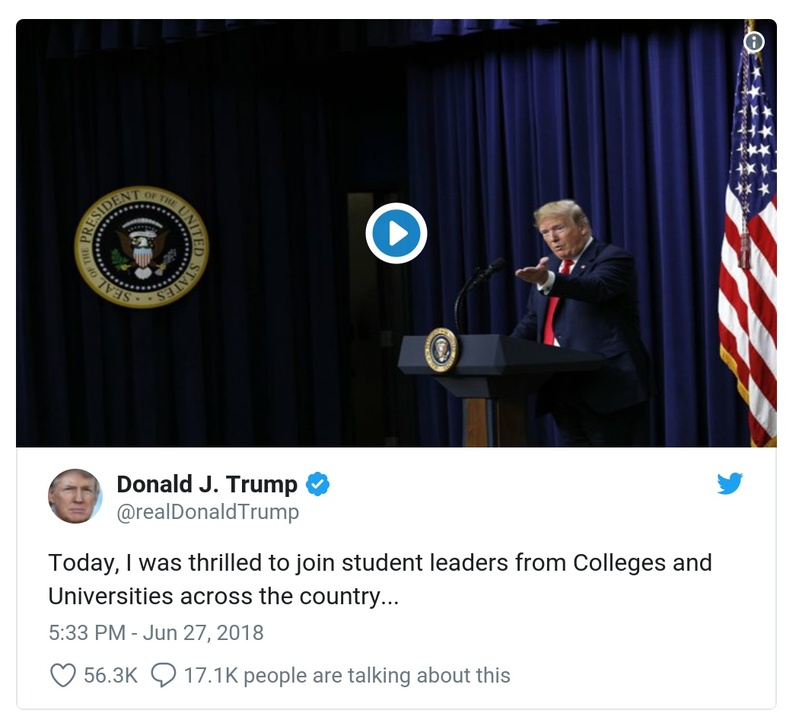 SEAL OF THE PRESIDENT OF THE UNITED STATES
Donald J. Trump
@realDonaldTrump
Today, I was thrilled to join student leaders from Colleges and
Universities across the country...
5:33 PM - Jun 27, 2018
56.3K 17.1K people are talking about this